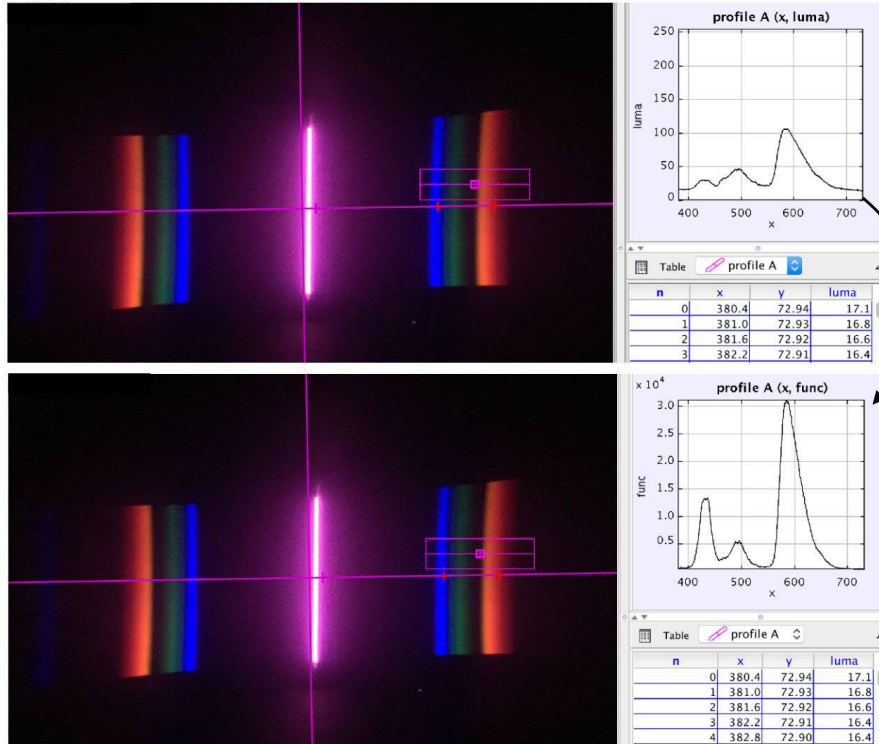 profile A (x, luma)
250
200
150
100
50
0
luma
400 500 600 700
x
Table profile A
n x y luma
0 380.4 72.94 17.1
1 381.0 72.93 16.8
2 381.6 72.92 16.6
3 382.2 72.91 16.4
profile A (x, func)
x 10⁴
3.0
2.5
2.0
1.5
1.0
0.5
func
400 500 600 700
x
Table profile A
n x y luma
0 380.4 72.94 17.1
1 381.0 72.93 16.8
2 381.6 72.92 16.6
3 382.2 72.91 16.4
4 382.8 72.90 16.4